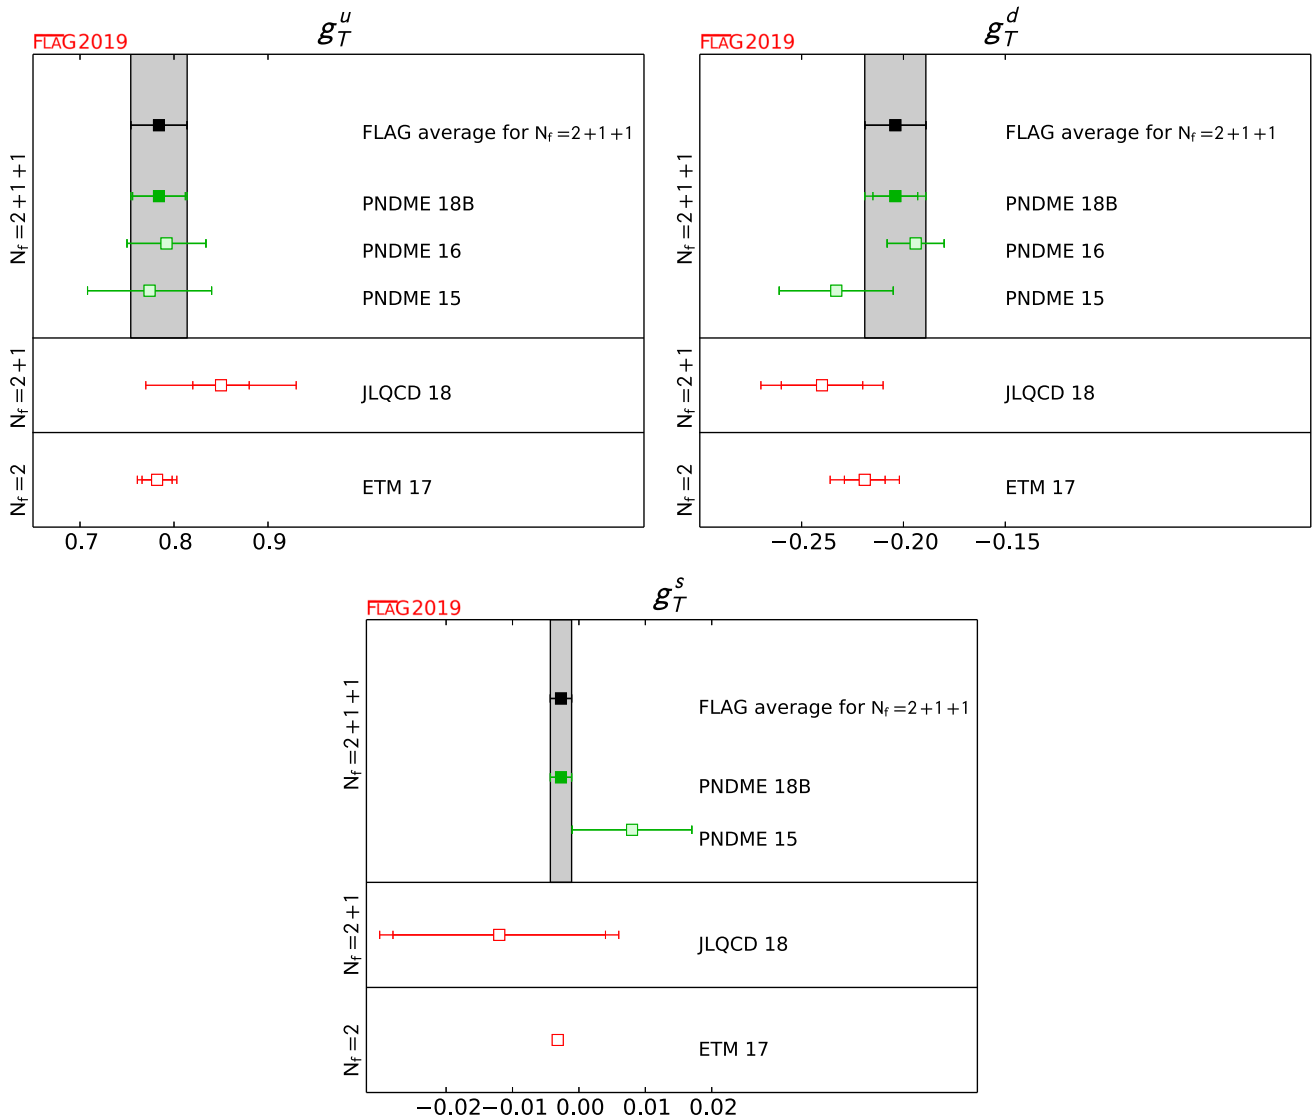 g_T^u
FLAG2019
N_f=2+1+1
FLAG average for N_f=2+1+1
PNDME 18B
PNDME 16
PNDME 15
N_f=2+1
JLQCD 18
N_f=2
ETM 17
0.7 0.8 0.9
g_T^d
FLAG2019
N_f=2+1+1
FLAG average for N_f=2+1+1
PNDME 18B
PNDME 16
PNDME 15
N_f=2+1
JLQCD 18
N_f=2
ETM 17
−0.25 −0.20 −0.15
g_T^s
FLAG2019
N_f=2+1+1
FLAG average for N_f=2+1+1
PNDME 18B
PNDME 15
N_f=2+1
JLQCD 18
N_f=2
ETM 17
−0.02 −0.01 0.00 0.01 0.02